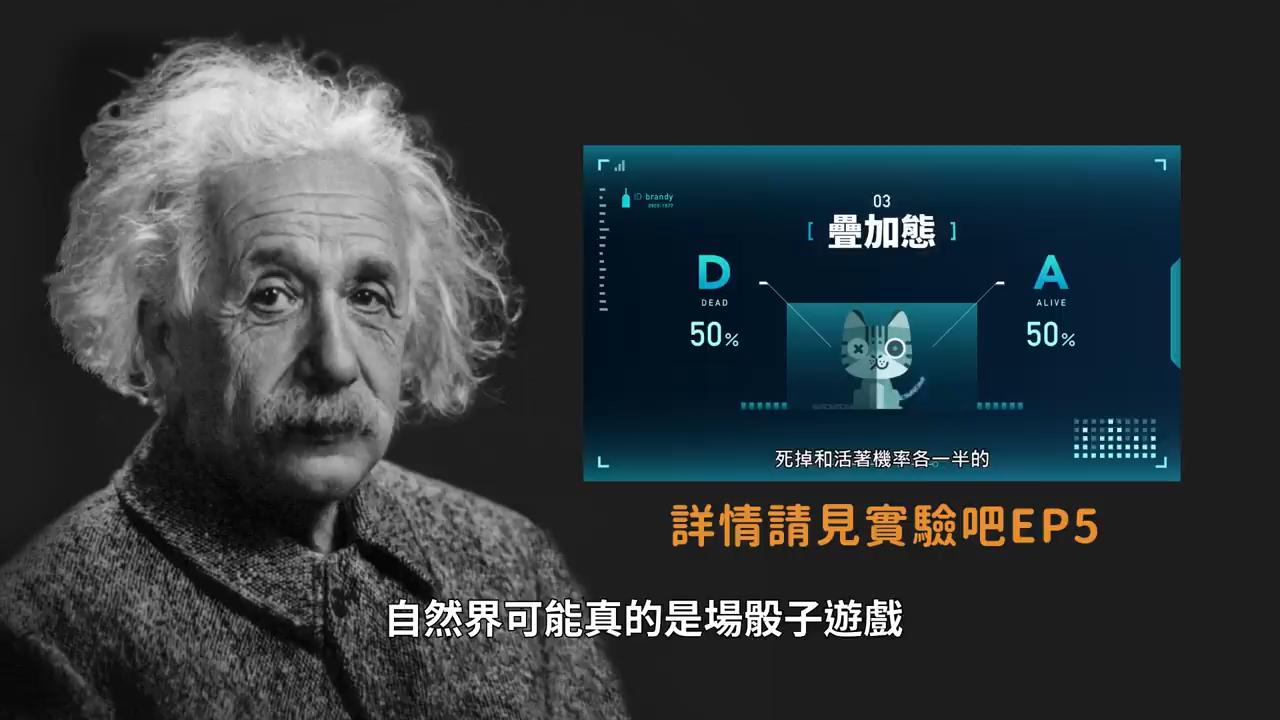 ID brandy
03
[ 疊加態 ]
D
DEAD
50%
A
ALIVE
50%
死掉和活著機率各一半的
詳情請見實驗吧EP5
自然界可能真的是場骰子遊戲